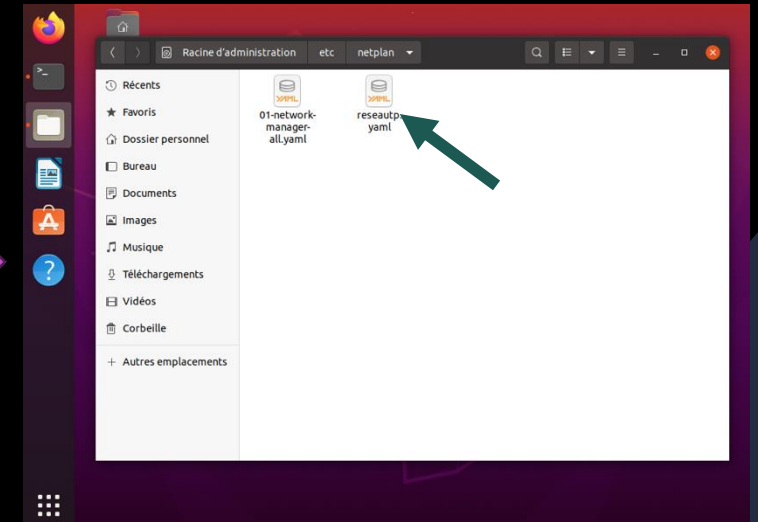 Racine d'administration etc netplan
Récents
Favoris
Dossier personnel
Bureau
Documents
Images
Musique
Téléchargements
Vidéos
Corbeille
+ Autres emplacements
YAML
01-network-
manager-
all.yaml
YAML
reseautp.
yaml
>_
A
?